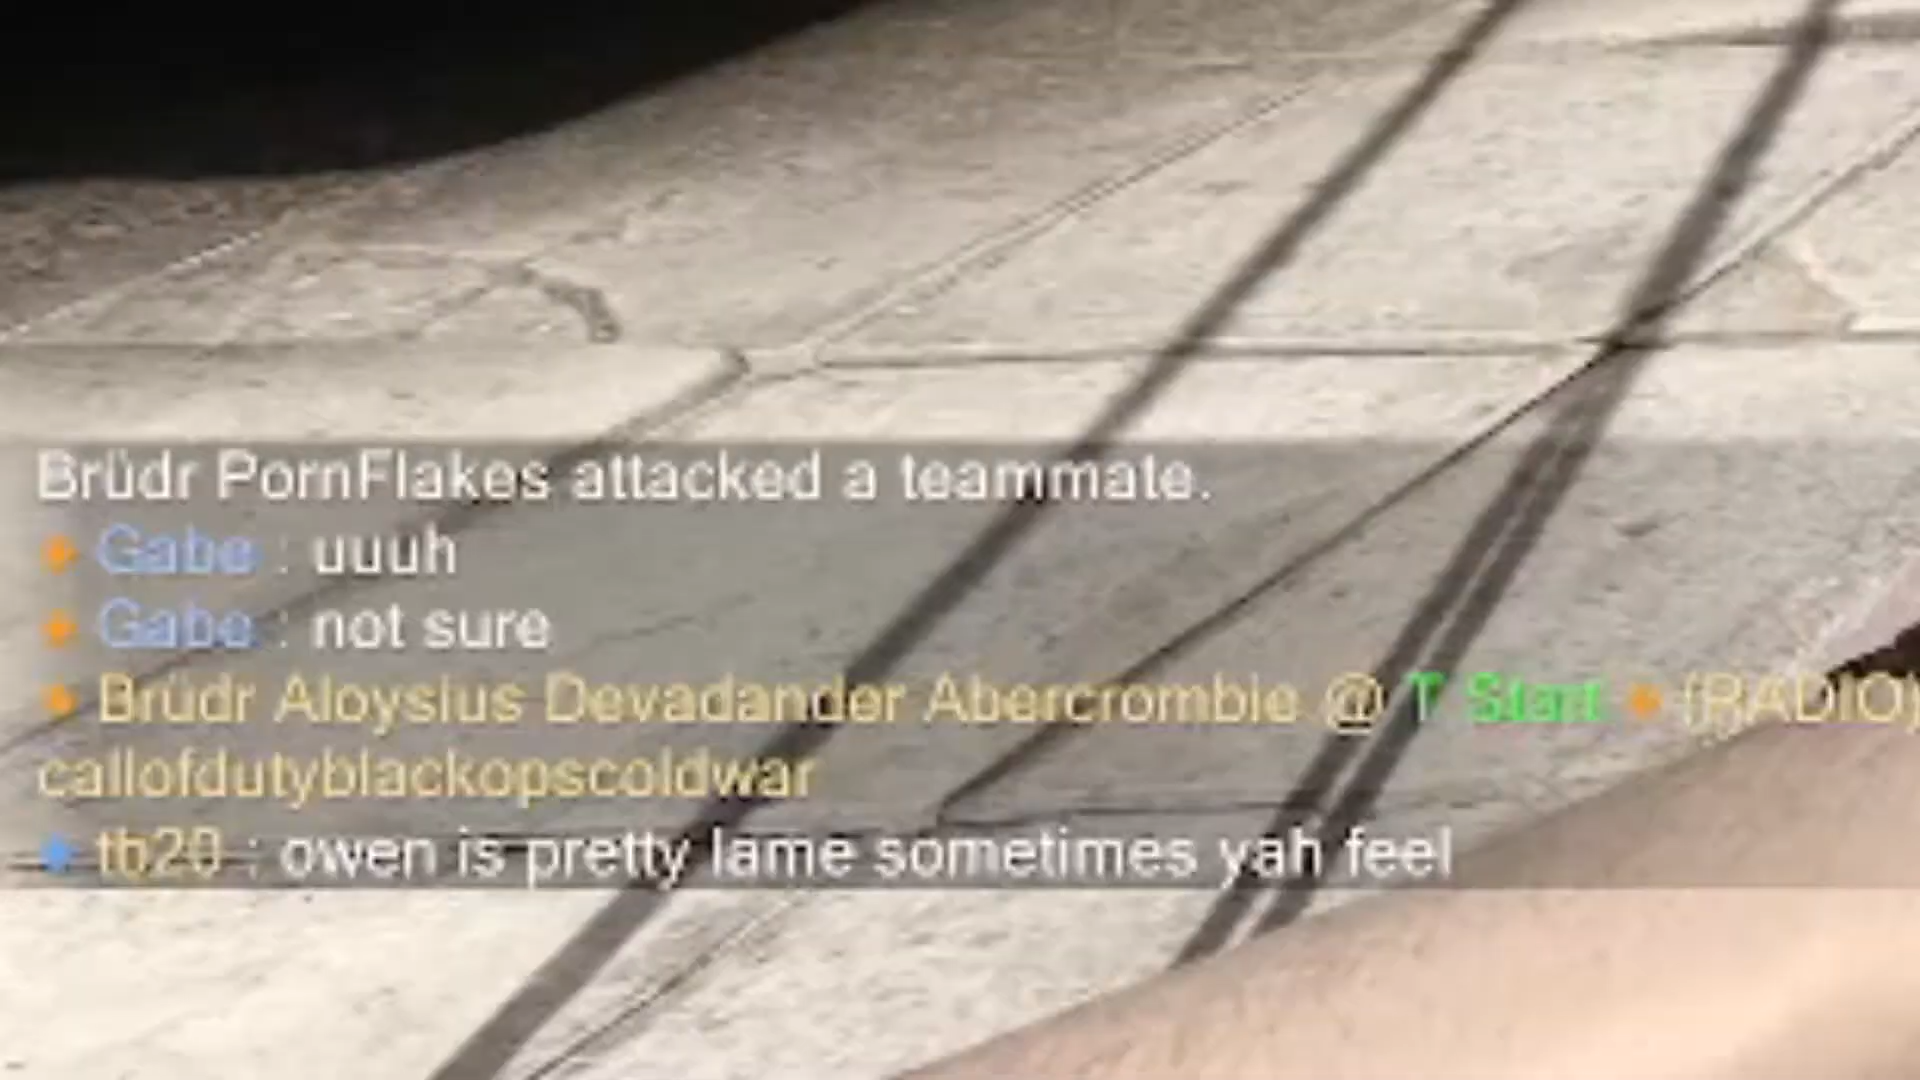 Brüdr PornFlakes attacked a teammate.
Gabe : uuuh
Gabe : not sure
Brüdr Aloysius Devadander Abercrombie @ T Start (RADIO)
callofdutyblackopscoldwar
tb20 : owen is pretty lame sometimes yah feel